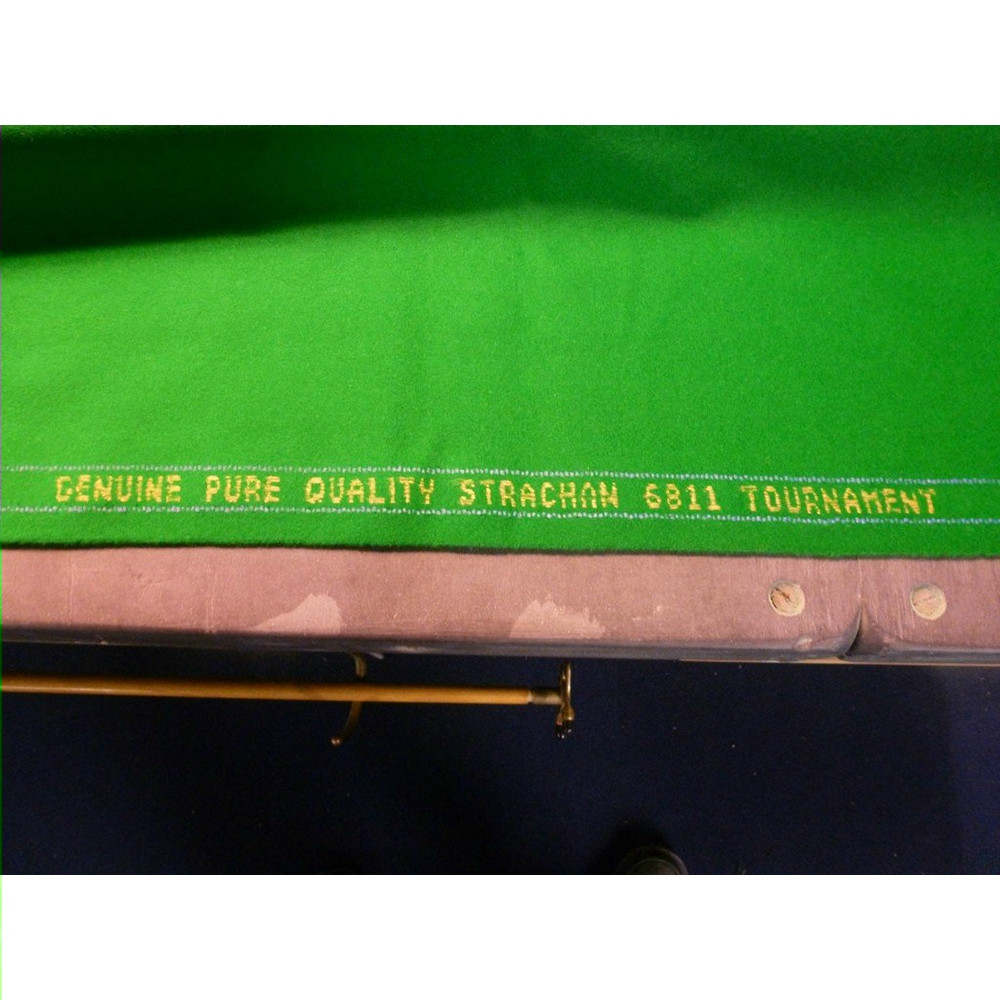 GENUINE PURE QUALITY STRACHAN 6811 TOURNAMENT